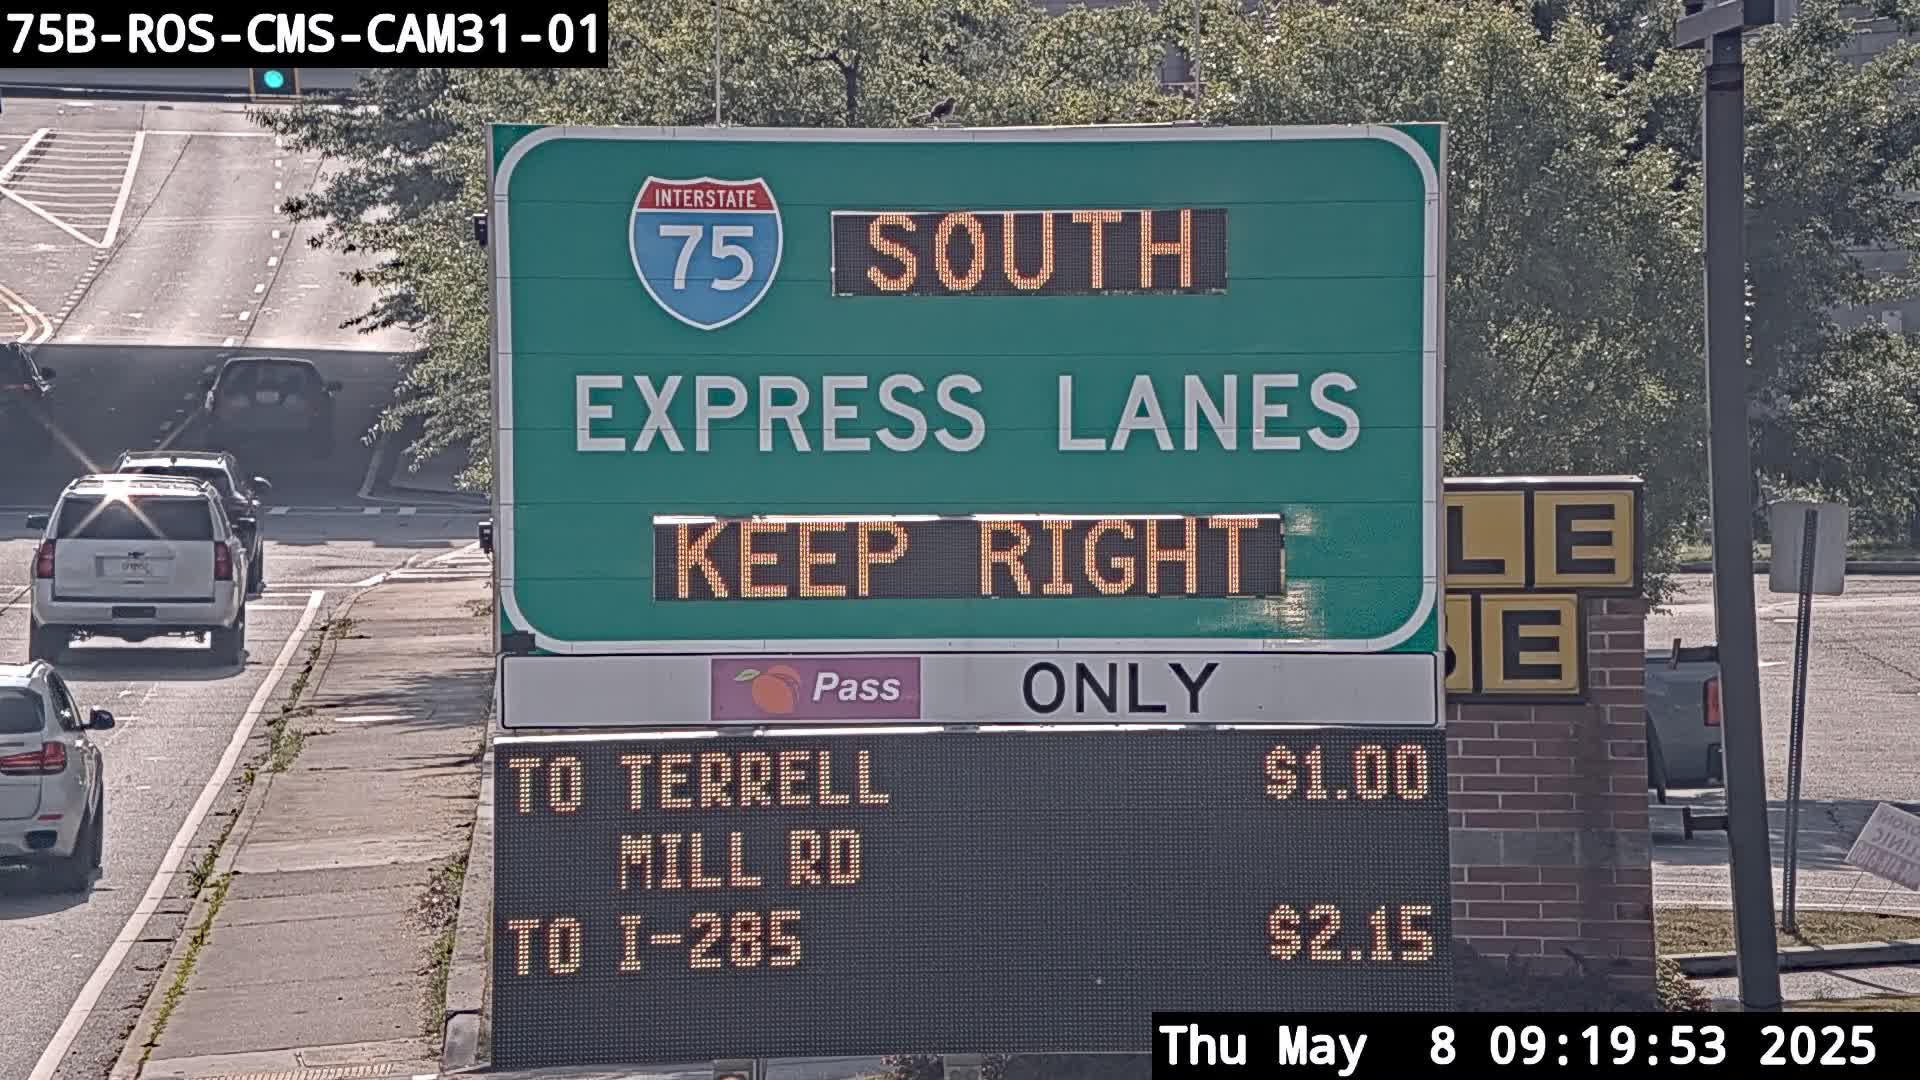 75B-ROS-CMS-CAM31-01
INTERSTATE
75
SOUTH
EXPRESS LANES
KEEP RIGHT
Pass ONLY
TO TERRELL $1.00
MILL RD
TO I-285 $2.15
LE
E
Thu May 8 09:19:53 2025